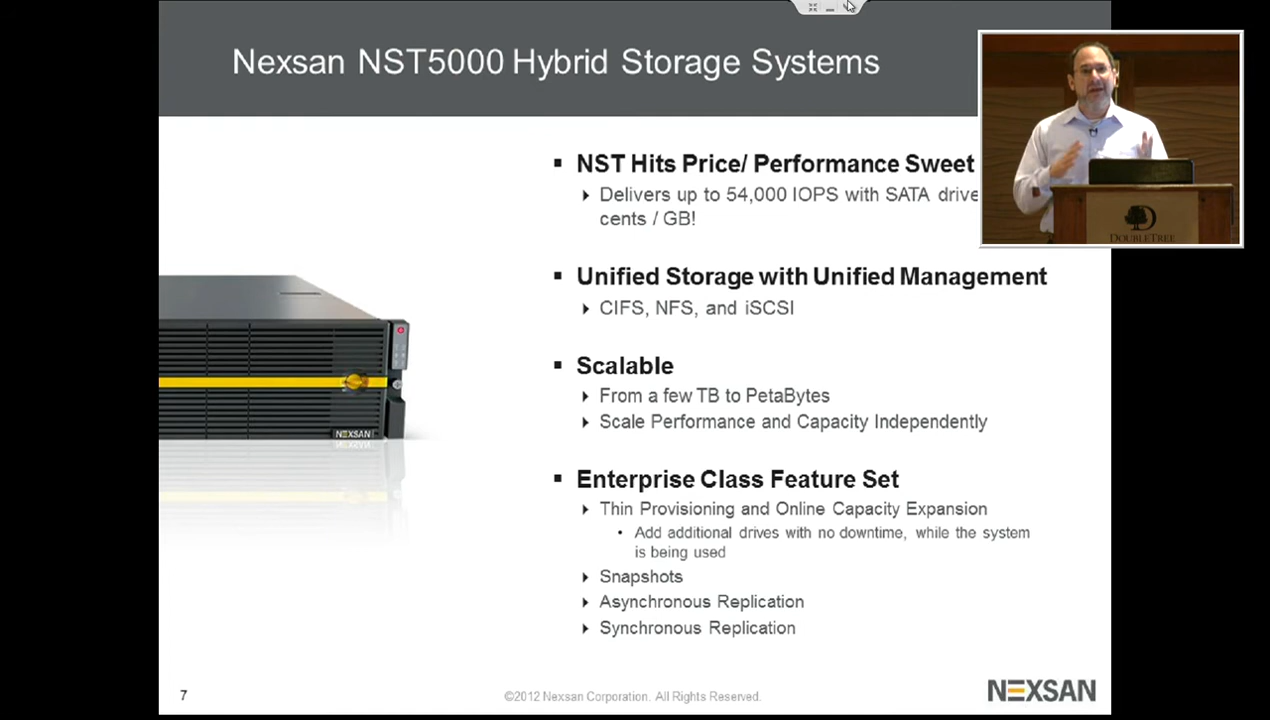 Nexsan NST5000 Hybrid Storage Systems
NST Hits Price/ Performance Sweet
Delivers up to 54,000 IOPS with SATA drive
cents / GB!
Unified Storage with Unified Management
CIFS, NFS, and iSCSI
Scalable
From a few TB to PetaBytes
Scale Performance and Capacity Independently
Enterprise Class Feature Set
Thin Provisioning and Online Capacity Expansion
Add additional drives with no downtime, while the system
is being used
Snapshots
Asynchronous Replication
Synchronous Replication
NEXSAN
DOUBLETREE
7
©2012 Nexsan Corporation. All Rights Reserved.
NEXSAN